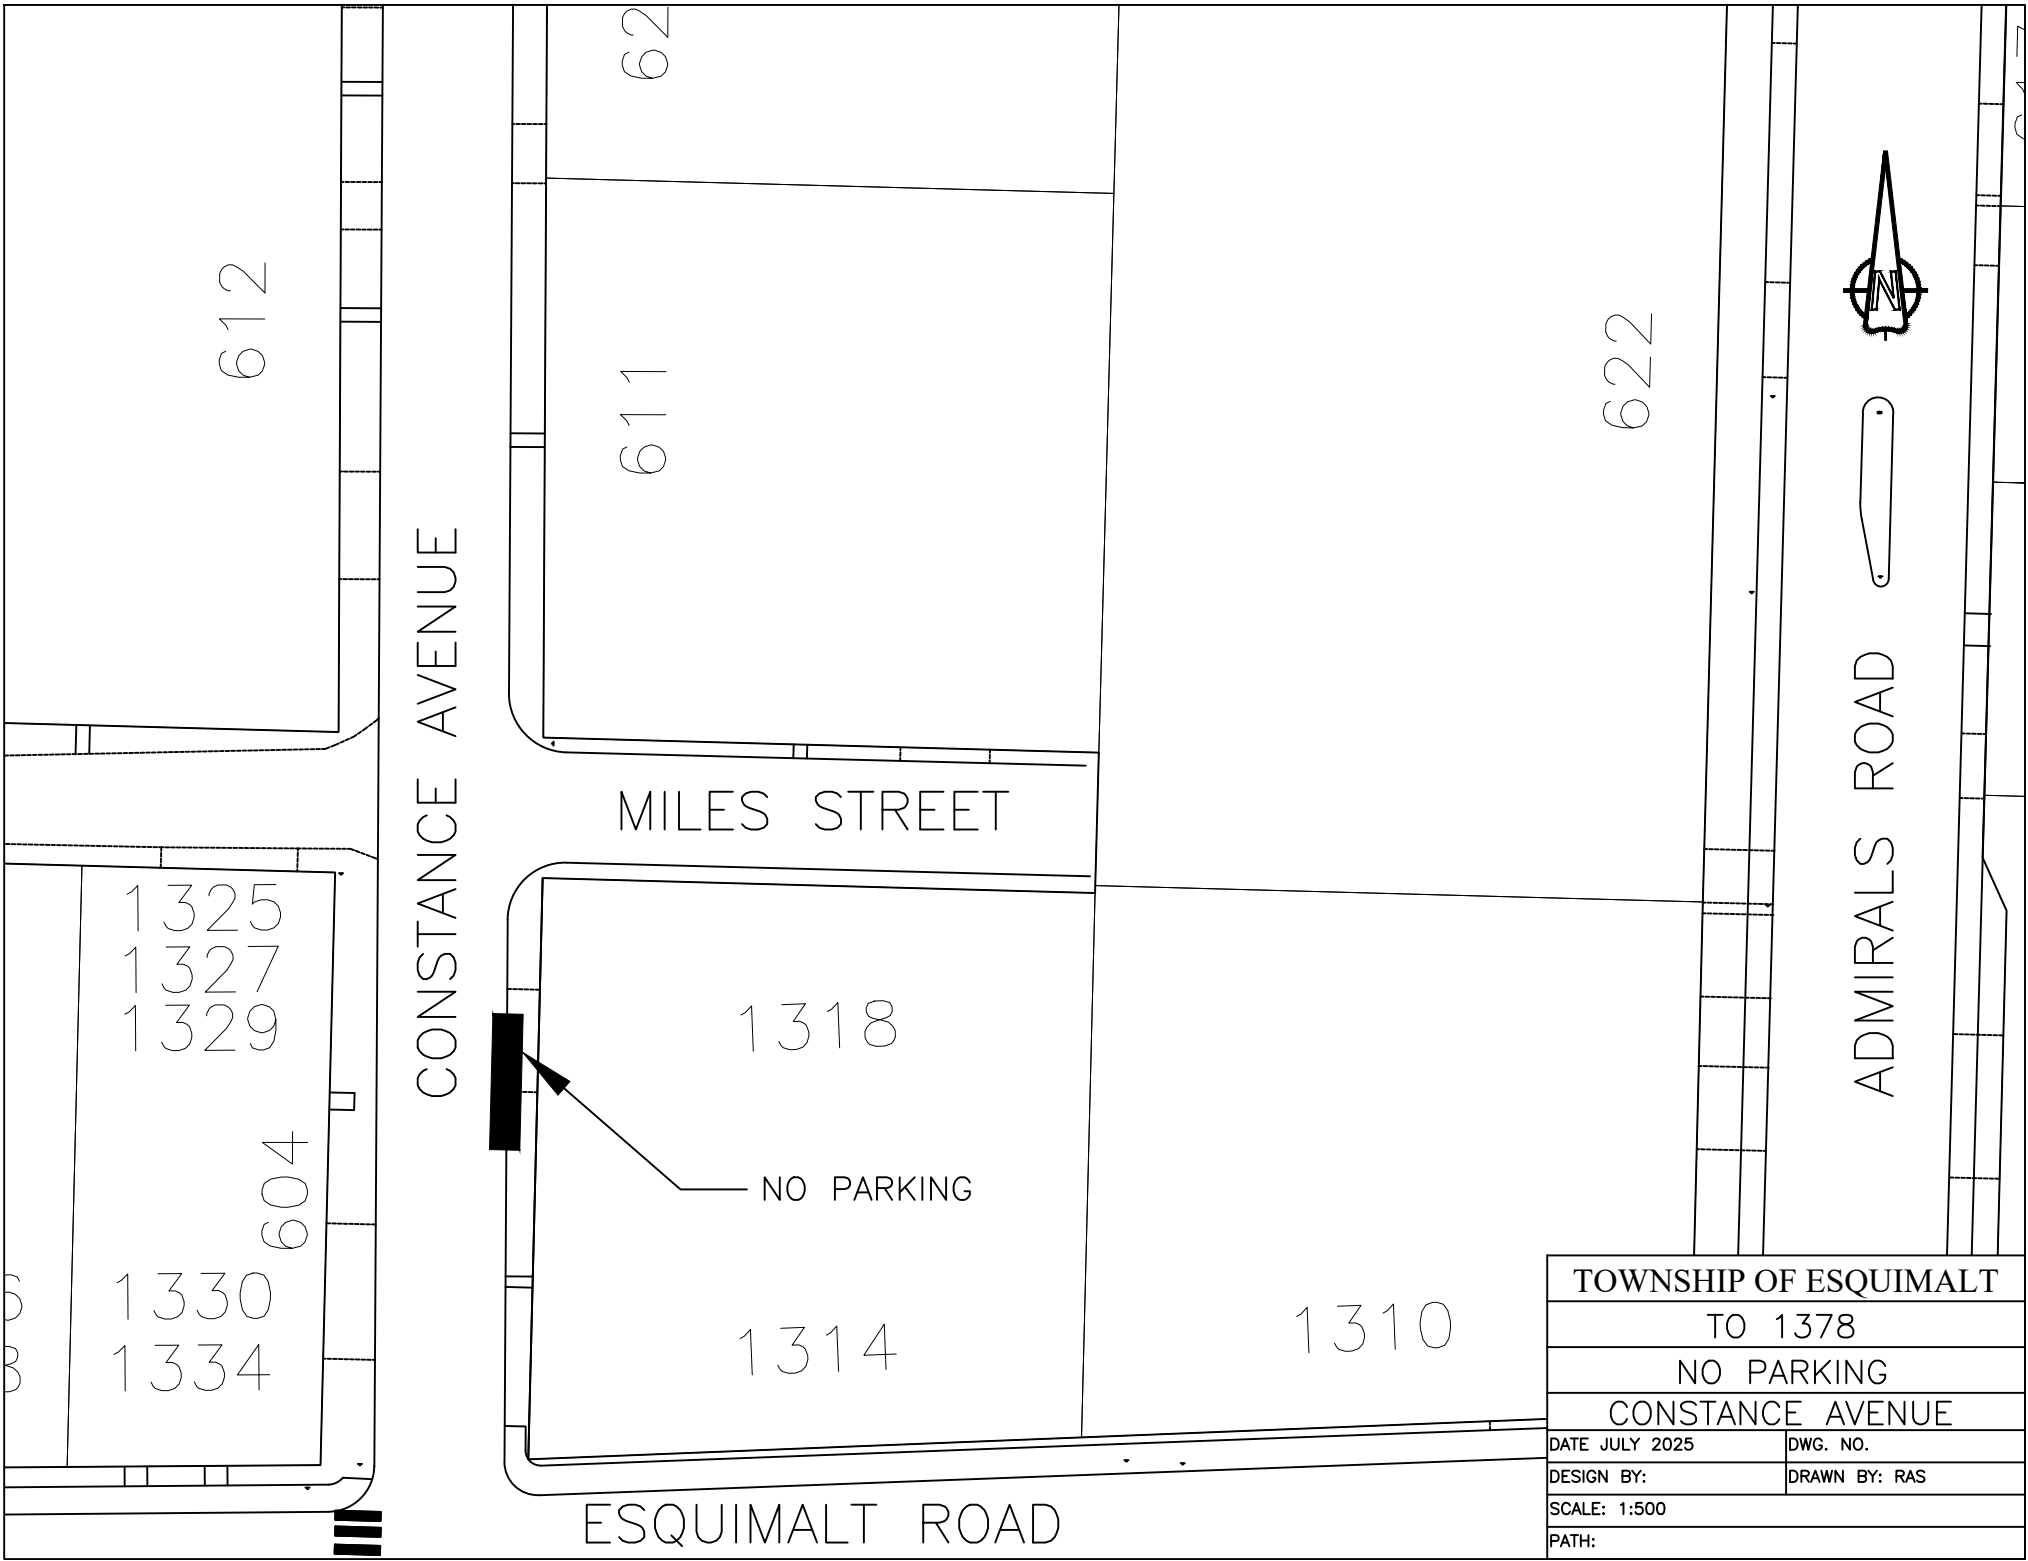 62
612
611
622
N
CONSTANCE AVENUE
MILES STREET
ADMIRALS ROAD
1325
1327
1329
1318
604
NO PARKING
1330
1334
1314
1310
ESQUIMALT ROAD
TOWNSHIP OF ESQUIMALT
TO 1378
NO PARKING
CONSTANCE AVENUE
DATE JULY 2025
DWG. NO.
DESIGN BY:
DRAWN BY: RAS
SCALE: 1:500
PATH: